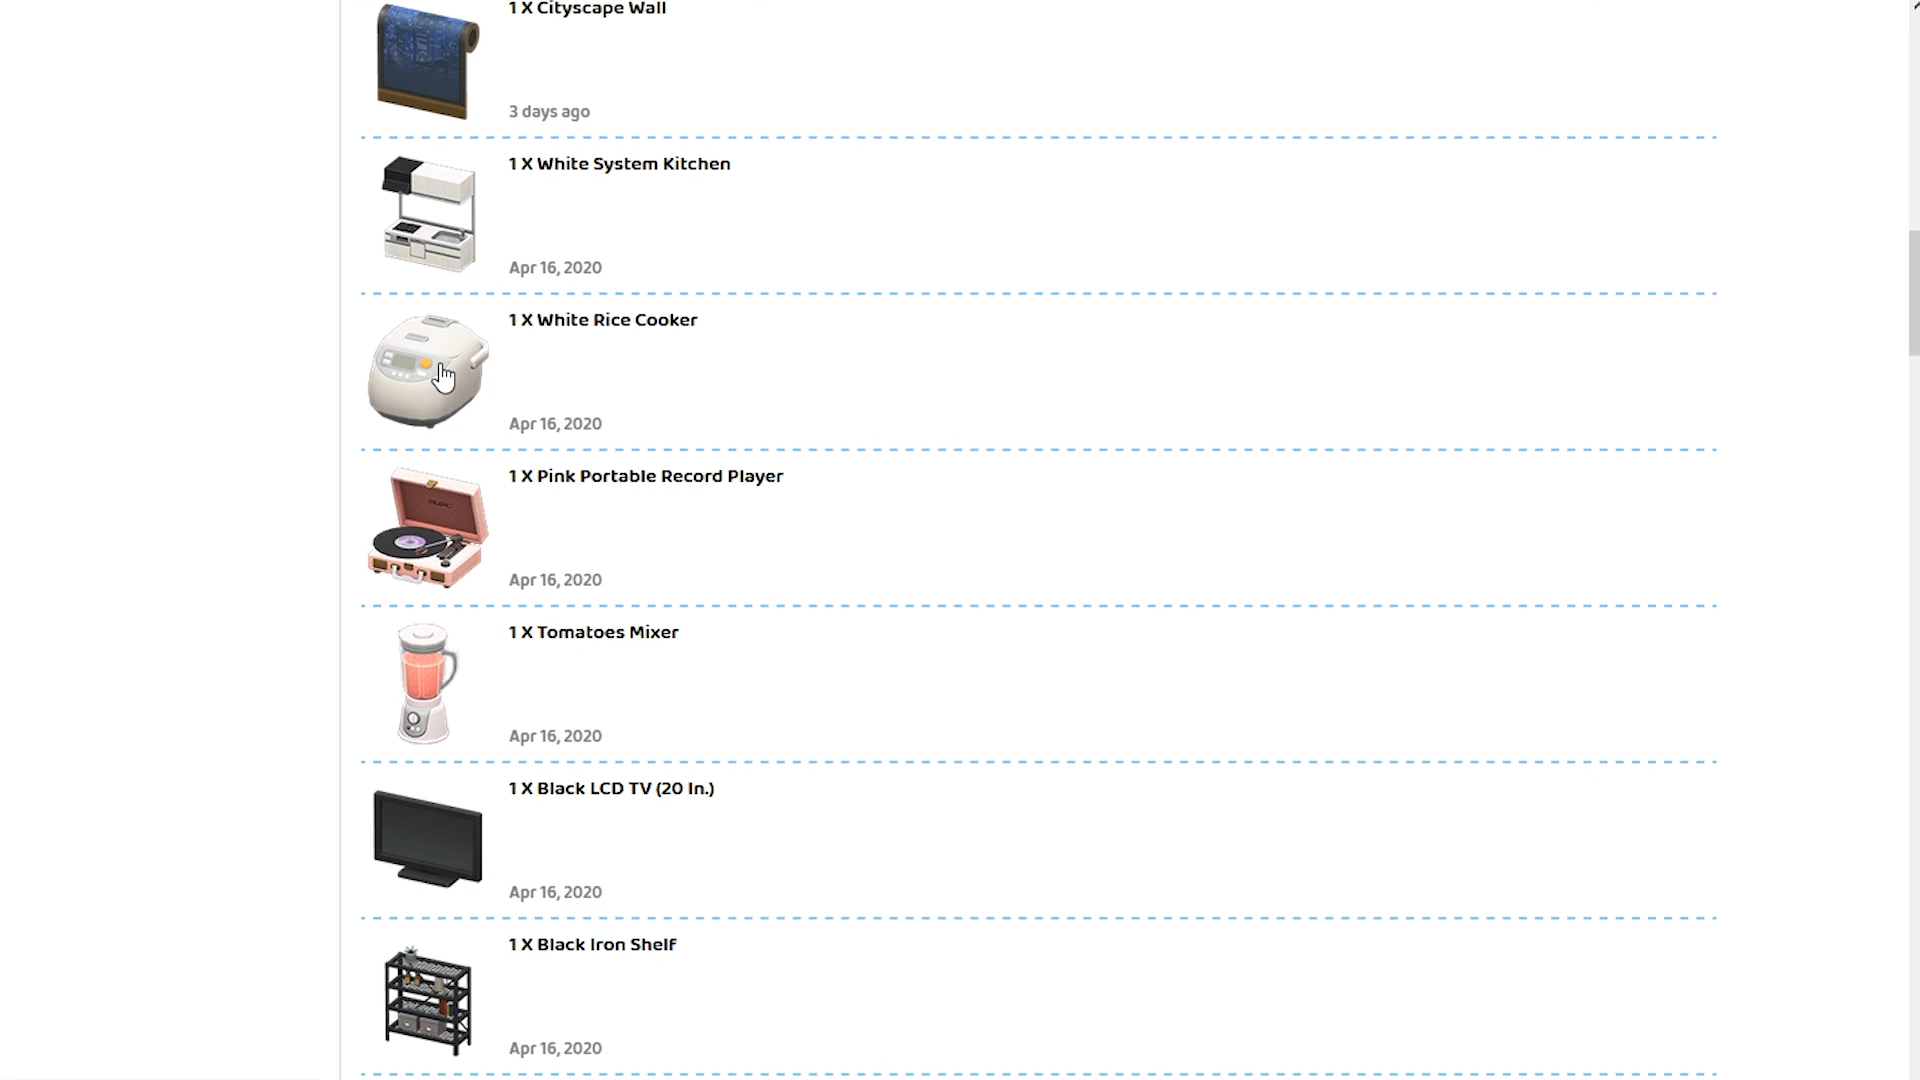 1 X Cityscape Wall
3 days ago
1 X White System Kitchen
Apr 16, 2020
1 X White Rice Cooker
Apr 16, 2020
1 X Pink Portable Record Player
Apr 16, 2020
1 X Tomatoes Mixer
Apr 16, 2020
1 X Black LCD TV (20 In.)
Apr 16, 2020
1 X Black Iron Shelf
Apr 16, 2020